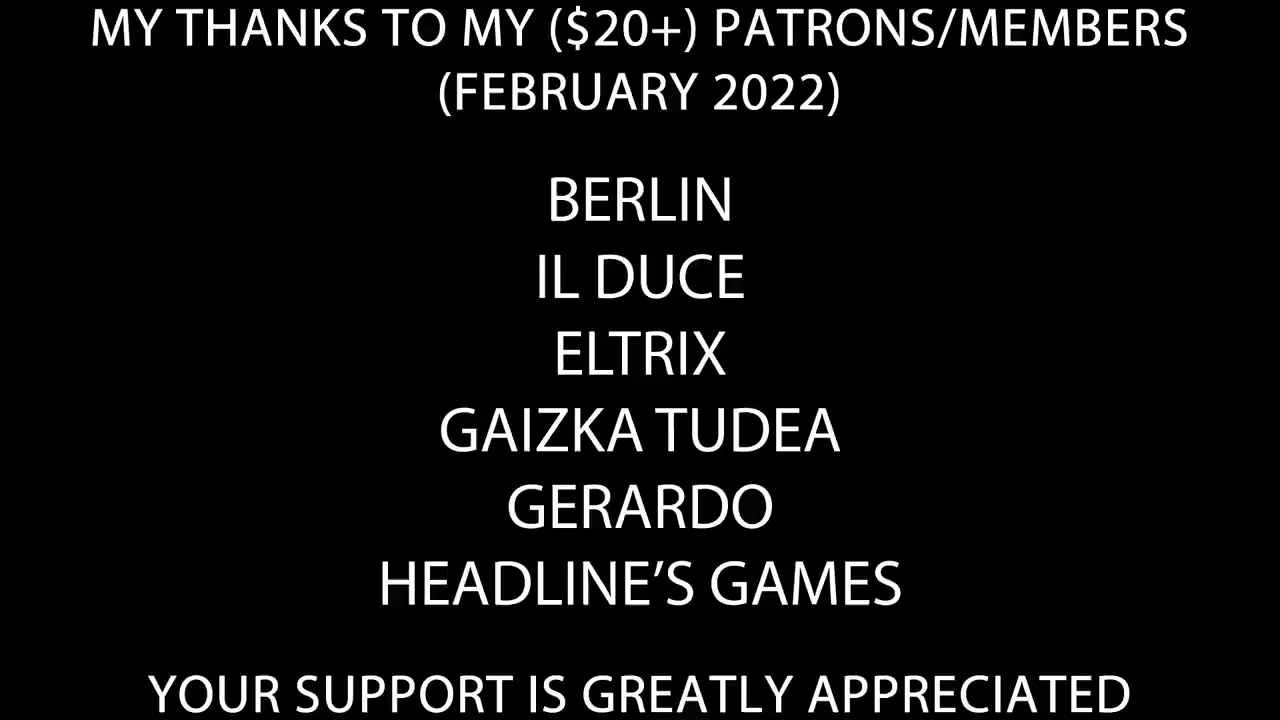 MY THANKS TO MY ($20+) PATRONS/MEMBERS
(FEBRUARY 2022)
BERLIN
IL DUCE
ELTRIX
GAIZKA TUDEA
GERARDO
HEADLINE’S GAMES
YOUR SUPPORT IS GREATLY APPRECIATED